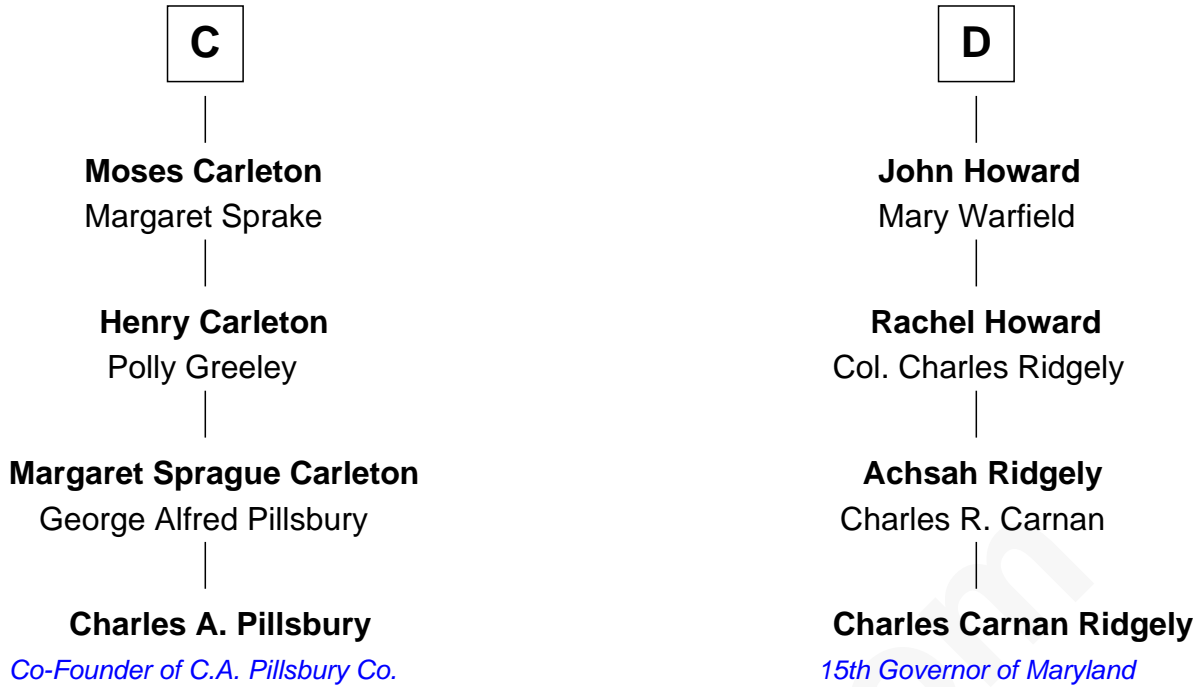 C
Moses Carleton
Margaret Sprake
Henry Carleton
Polly Greeley
Margaret Sprague Carleton
George Alfred Pillsbury
Charles A. Pillsbury
Co-Founder of C.A. Pillsbury Co.
D
John Howard
Mary Warfield
Rachel Howard
Col. Charles Ridgely
Achsah Ridgely
Charles R. Carnan
Charles Carnan Ridgely
15th Governor of Maryland